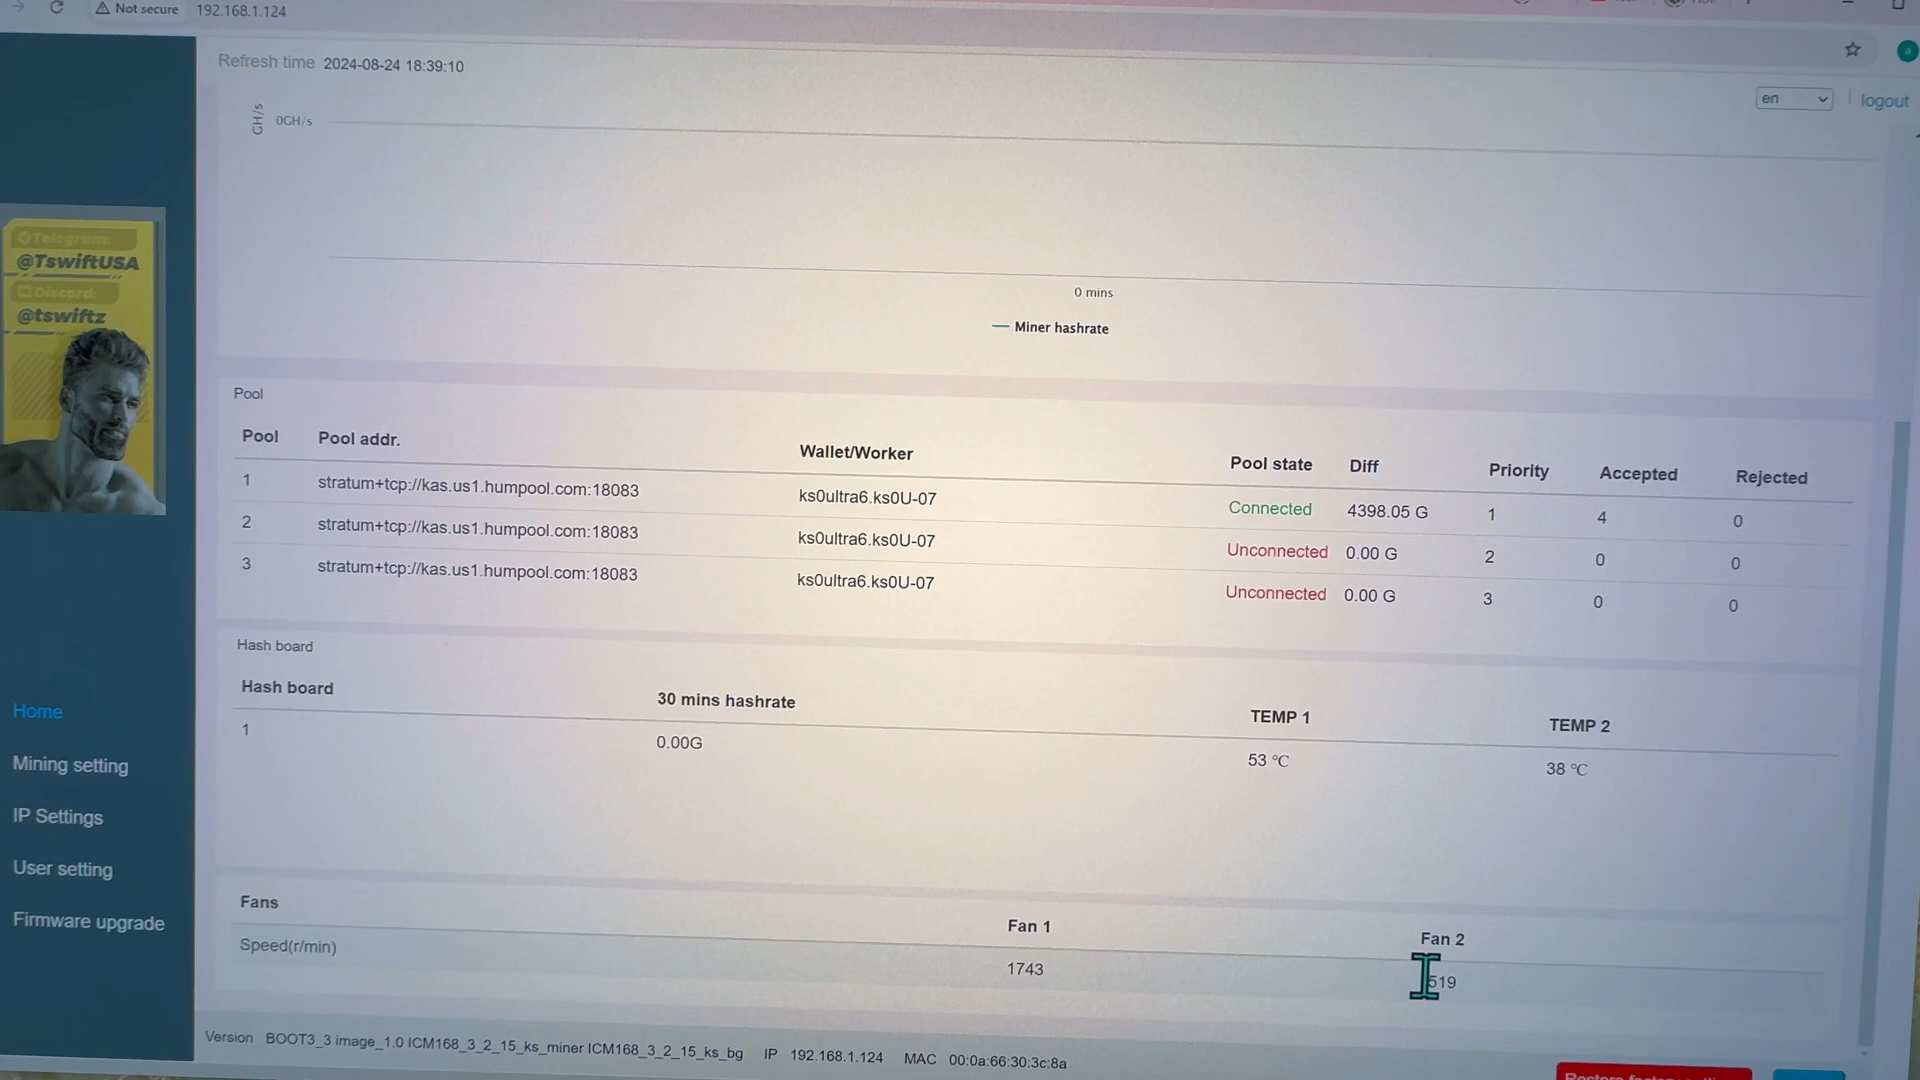 Not secure 192.168.1.124
Refresh time 2024-08-24 18:39:10
en
logout
GH/s
0GH/s
0 mins
Miner hashrate
Telegram:
@TswiftUSA
Discord:
@tswiftz
Home
Mining setting
IP Settings
User setting
Firmware upgrade
Pool
Pool Pool addr. Wallet/Worker Pool state Diff Priority Accepted Rejected
1 stratum+tcp://kas.us1.humpool.com:18083 ks0ultra6.ks0U-07 Connected 4398.05 G 1 4 0
2 stratum+tcp://kas.us1.humpool.com:18083 ks0ultra6.ks0U-07 Unconnected 0.00 G 2 0 0
3 stratum+tcp://kas.us1.humpool.com:18083 ks0ultra6.ks0U-07 Unconnected 0.00 G 3 0 0
Hash board
Hash board 30 mins hashrate TEMP 1 TEMP 2
1 0.00G 53 °C 38 °C
Fans Fan 1 Fan 2
Speed(r/min) 1743
Version BOOT3_3 image_1.0 ICM168_3_2_15_ks_miner ICM168_3_2_15_ks_bg IP 192.168.1.124 MAC 00:0a:66:30:3c:8a